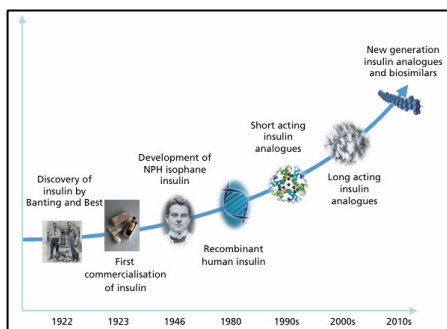 New generation
insulin analogues
and biosimilars
Short acting
insulin
analogues
Development of
NPH isophane
insulin
Discovery of
insulin by
Banting and Best
Long acting
insulin
analogues
Recombinant
human insulin
First
commercialisation
of insulin
1922 1923 1946 1980 1990s 2000s 2010s